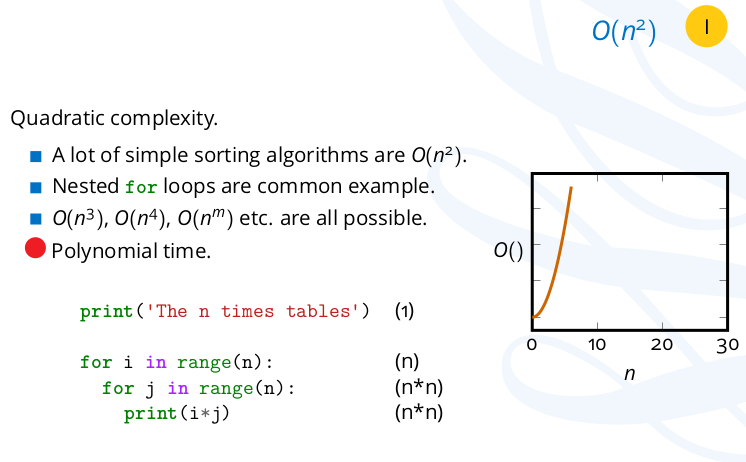 O(n²)
I
Quadratic complexity.
A lot of simple sorting algorithms are O(n²).
Nested for loops are common example.
O(n³), O(n⁴), O(nᵐ) etc. are all possible.
Polynomial time.
print('The n times tables') (1)
for i in range(n): (n)
for j in range(n): (n*n)
print(i*j) (n*n)
O()
0 10 20 30
n